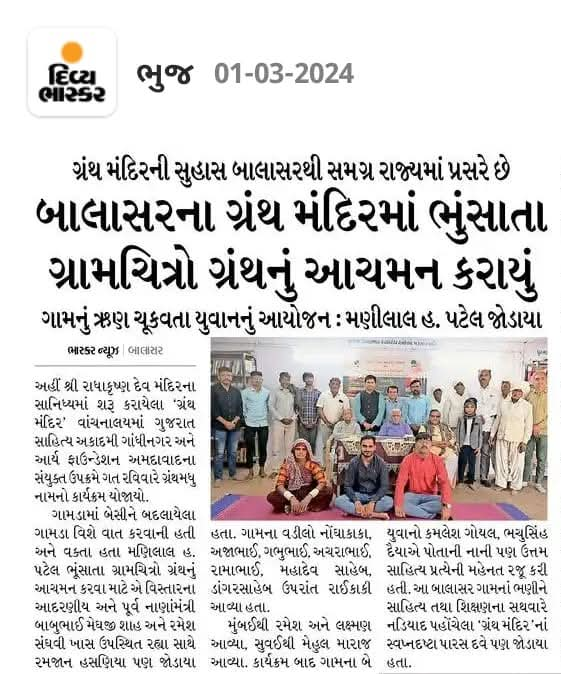 દિવ્ય
ભાસ્કર
ભુજ 01-03-2024
ગ્રંથ મંદિરની સુહાસ બાલાસરથી સમગ્ર રાજ્યમાં પ્રસરે છે
બાલાસરના ગ્રંથ મંદિરમાં ભુંસાતા
ગ્રામચિત્રો ગ્રંથનું આચમન કરાયું
ગામનું ઋણ ચૂકવતા યુવાનનું આયોજન : મણીલાલ હ. પટેલ જોડાયા
ભાસ્કર ન્યૂઝ | બાલાસર
અહીં શ્રી રાધાકૃષ્ણ દેવ મંદિરના
સાનિધ્યમાં શરૂ કરાયેલા ‘ગ્રંથ
મંદિર’ વાંચનાલયમાં ગુજરાત
સાહિત્ય અકાદમી ગાંધીનગર અને
આર્ય ફાઉન્ડેશન અમદાવાદના
સંયુક્ત ઉપક્રમે ગત રવિવારે ગ્રંથમધુ
નામનો કાર્યક્રમ યોજાયો.
ગામડામાં બેસીને બદલાયેલા
ગામડા વિશે વાત કરવાની હતી
અને વક્તા હતા મણિલાલ હ.
પટેલ ભૂંસાતા ગ્રામચિત્રો ગ્રંથનું
આચમન કરવા માટે એ વિસ્તારના
આદરણીય અને પૂર્વ નાણાંમંત્રી
બાબુભાઈ મેઘજી શાહ અને રમેશ
સંઘવી ખાસ ઉપસ્થિત રહ્યા સાથે
રમજાન હસણિયા પણ જોડાયા
હતા. ગામના વડીલો નોંધાકાકા,
અજાભાઈ, ગભુભાઈ, અચરાભાઈ,
રામાભાઈ, મહાદેવ સાહેબ,
ડાંગરસાહેબ ઉપરાંત રાઈકાકી
આવ્યા હતા.
મુંબઈથી રમેશ અને લક્ષ્મણ
આવ્યા, સુવઈથી મેહુલ મારાજ
આવ્યા. કાર્યક્રમ બાદ ગામના બે
યુવાનો કમલેશ ગોયલ, ભચુસિંહ
દૈયાએ પોતાની નાની પણ ઉત્તમ
સાહિત્ય પ્રત્યેની મહેનત રજૂ કરી
હતી. આ બાલાસર ગામનાં ભણીને
સાહિત્ય તથા શિક્ષણના સથવારે
નડિયાદ પહોંચેલા ‘ગ્રંથ મંદિર’નાં
સ્વપ્નદષ્ટા પારસ દવે પણ જોડાયા
હતા.